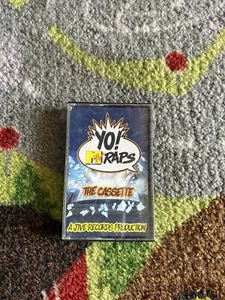 YO!
MTV RAPS
THE CASSETTE
A JIVE RECORDS PRODUCTION